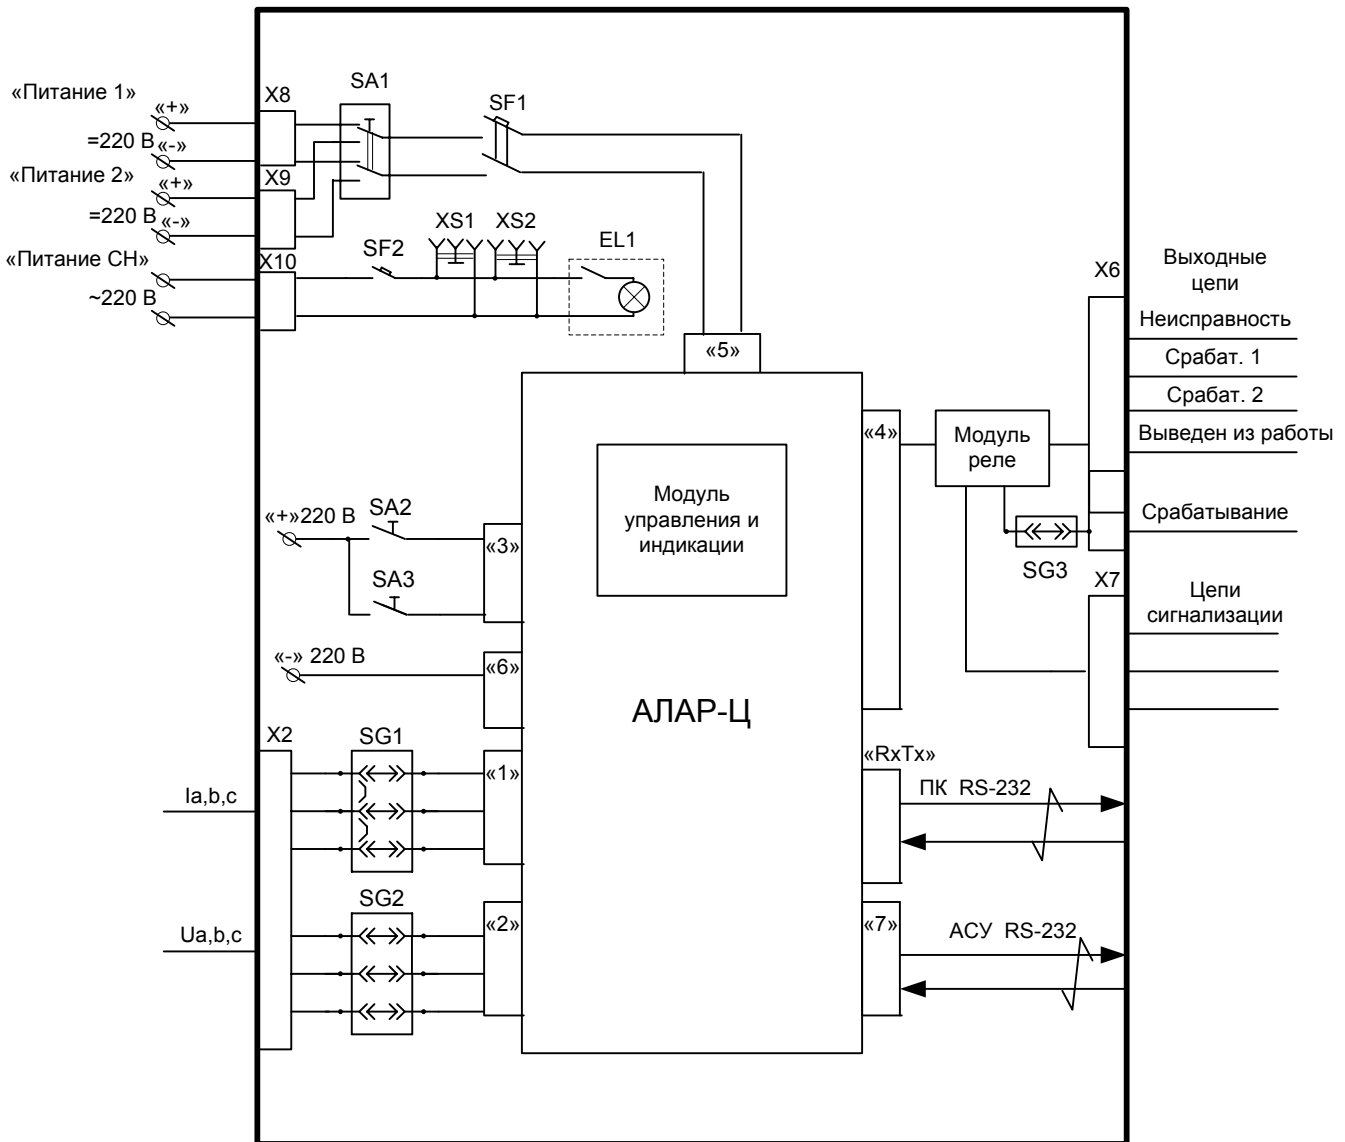 «Питание 1»
«+»
=220 В «-»
«Питание 2»
«+»
=220 В «-»
«Питание СН»
~220 В
X8
X9
X10
SA1
SF1
SF2
XS1
XS2
EL1
«5»
X6
Выходные
цепи
Неисправность
Срабат. 1
Срабат. 2
Выведен из работы
Срабатывание
«4»
Модуль
реле
SG3
X7
Цепи
сигнализации
Модуль
управления и
индикации
«+»220 В
SA2
SA3
«3»
«-» 220 В
«6»
АЛАР-Ц
X2
SG1
«1»
Ia,b,c
SG2
«2»
Ua,b,c
«RxTx»
ПК RS-232
«7»
АСУ RS-232